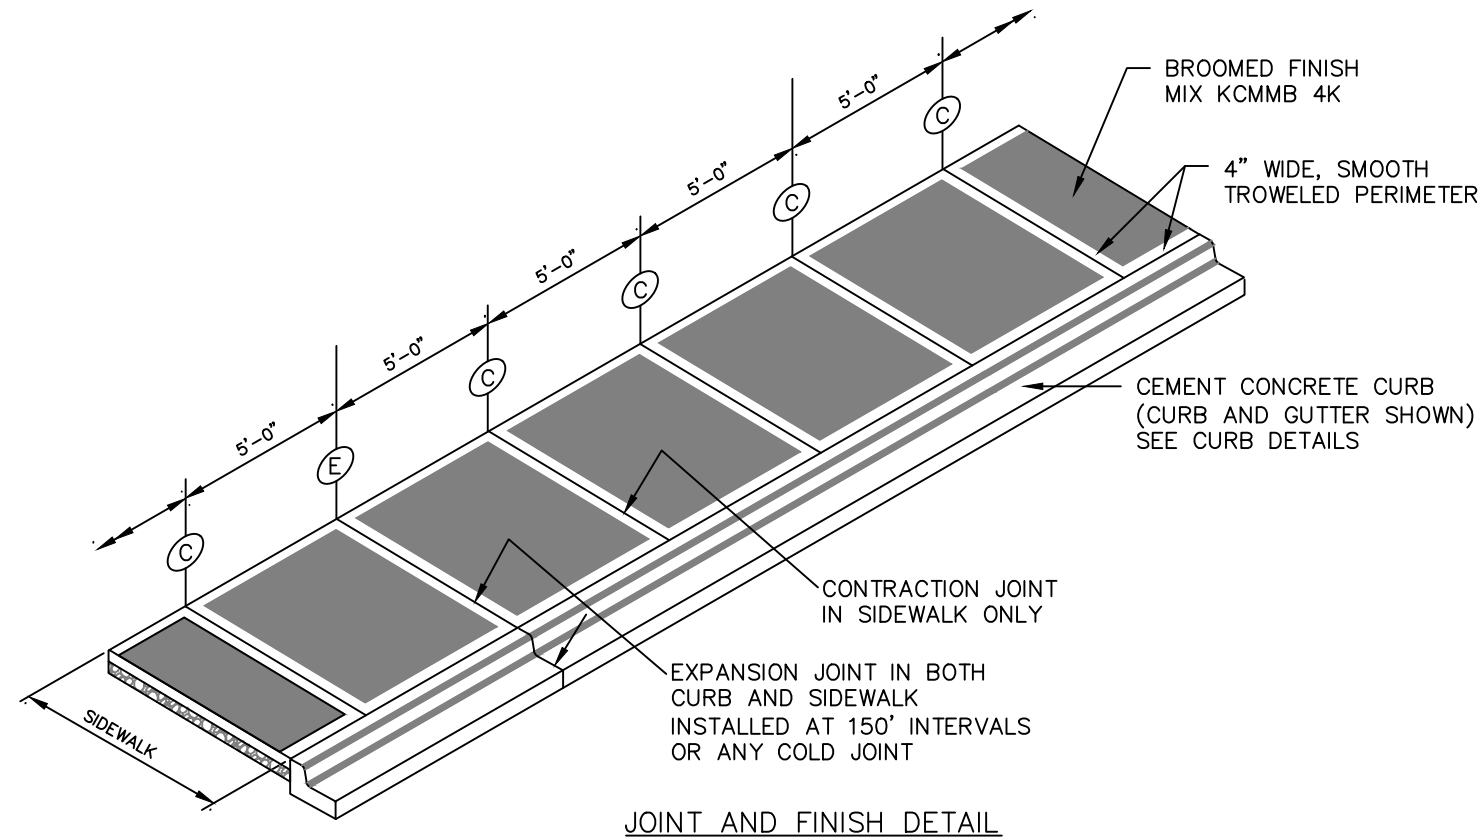 5'-0"
5'-0"
5'-0"
5'-0"
5'-0"
C
E
C
C
C
C
BROOMED FINISH
MIX KCMMB 4K
4" WIDE, SMOOTH
TROWELED PERIMETER
CEMENT CONCRETE CURB
(CURB AND GUTTER SHOWN)
SEE CURB DETAILS
CONTRACTION JOINT
IN SIDEWALK ONLY
EXPANSION JOINT IN BOTH
CURB AND SIDEWALK
INSTALLED AT 150' INTERVALS
OR ANY COLD JOINT
SIDEWALK
JOINT AND FINISH DETAIL